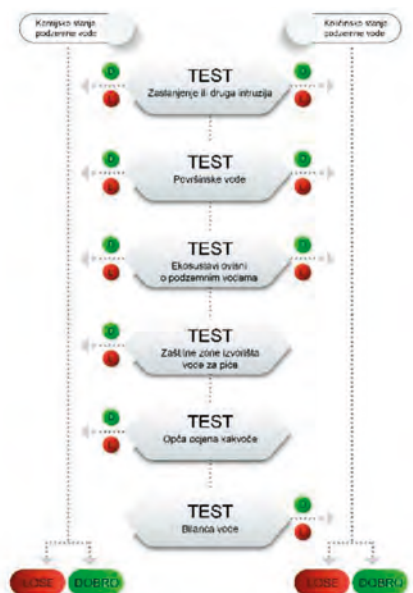 Kemijsko stanje
podzemne vode
Količinsko stanje
podzemne vode
TEST
Zaslanjenje ili druga intruzija
D
L
D
L
TEST
Površinske vode
D
L
D
L
TEST
Ekosustavi ovisni
o podzemnim vodama
D
L
D
L
TEST
Zaštitne zone izvorišta
vode za piće
D
L
TEST
Opća ocjena kakvoće
D
L
TEST
Bilanca vode
D
L
LOŠE DOBRO
LOŠE DOBRO